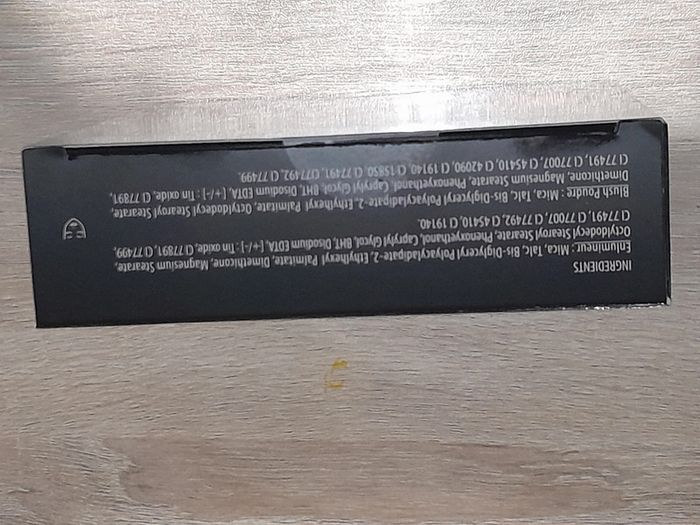 INGREDIENTS
Enlumineur : Mica, Talc, Bis-Diglyceryl Polyacyladipate-2, Ethylhexyl Palmitate, Dimethicone, Magnesium Stearate,
Octyldodecyl Stearoyl Stearate, Phenoxyethanol, Caprylyl Glycol, BHT, Disodium EDTA, [+/-] : Tin oxide, CI 77891, CI 77499,
CI 77491, CI 77007, CI 77492, CI 45410, CI 19140.
Blush Poudre : Mica, Talc, Bis-Diglyceryl Polyacyladipate-2, Ethylhexyl Palmitate, Octyldodecyl Stearoyl Stearate,
Dimethicone, Magnesium Stearate, Phenoxyethanol, Caprylyl Glycol, BHT, Disodium EDTA, [+/-] : Tin oxide, CI 77891,
CI 77491, CI 77007, CI 45410, CI 42090, CI 19140, CI 15850, CI 77491, CI 77492, CI 77499.